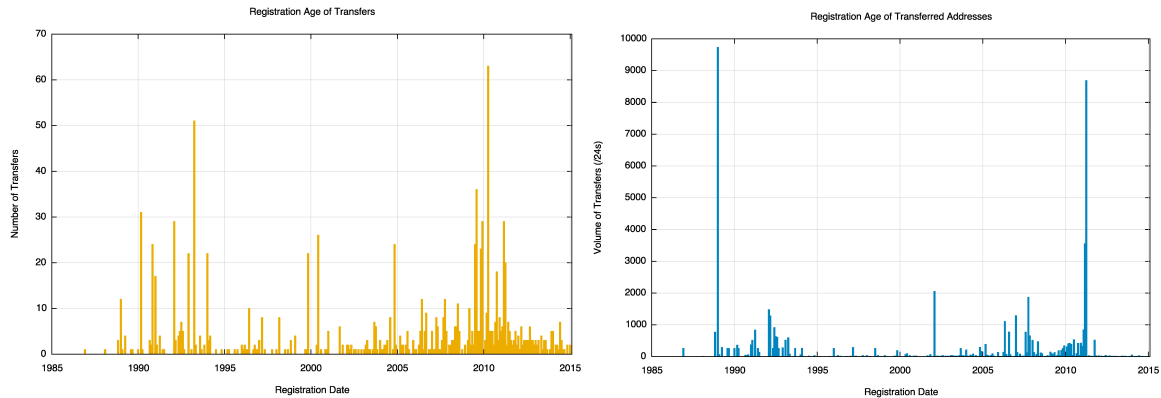 Registration Age of Transfers
70
60
50
40
30
20
10
0
Number of Transfers
1985 1990 1995 2000 2005 2010 2015
Registration Date
Registration Age of Transferred Addresses
10000
9000
8000
7000
6000
5000
4000
3000
2000
1000
0
Volume of Transfers (/24s)
1985 1990 1995 2000 2005 2010 2015
Registration Date